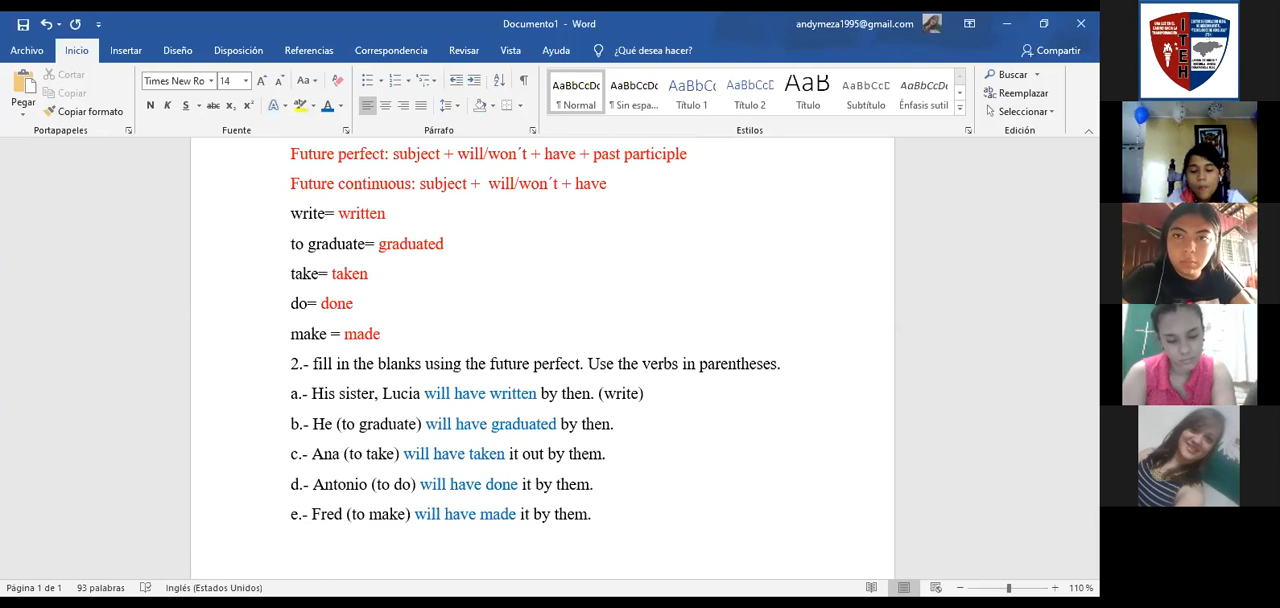 Documento1 - Word
andymeza1995@gmail.com
Archivo Inicio Insertar Diseño Disposición Referencias Correspondencia Revisar Vista Ayuda ¿Qué desea hacer? Compartir
Pegar
Cortar
Copiar
Copiar formato
Portapapeles
Times New Ro 14
N K S abc x₂ x²
Fuente
Párrafo
AaBbCcDc AaBbCcDc AaBbC AaBbCcD AaB AaBbCcD AaBbCcDc
¶ Normal ¶ Sin espa... Título 1 Título 2 Título Subtítulo Énfasis sutil
Estilos
Buscar
Reemplazar
Seleccionar
Edición
Future perfect: subject + will/won´t + have + past participle
Future continuous: subject +  will/won´t + have
write= written
to graduate= graduated
take= taken
do= done
make = made
2.- fill in the blanks using the future perfect. Use the verbs in parentheses.
a.- His sister, Lucia will have written by then. (write)
b.- He (to graduate) will have graduated by then.
c.- Ana (to take) will have taken it out by them.
d.- Antonio (to do) will have done it by them.
e.- Fred (to make) will have made it by them.
Página 1 de 1 93 palabras Inglés (Estados Unidos) 110 %
ITEH